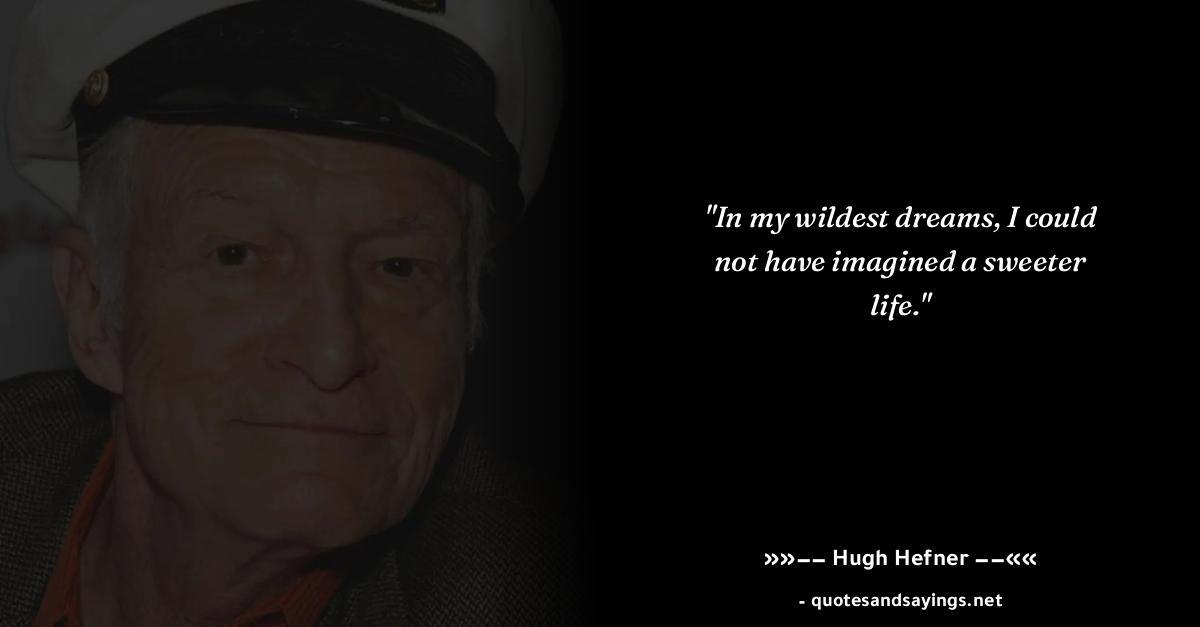 "In my wildest dreams, I could
not have imagined a sweeter
life."
»»–– Hugh Hefner ––««
- quotesandsayings.net